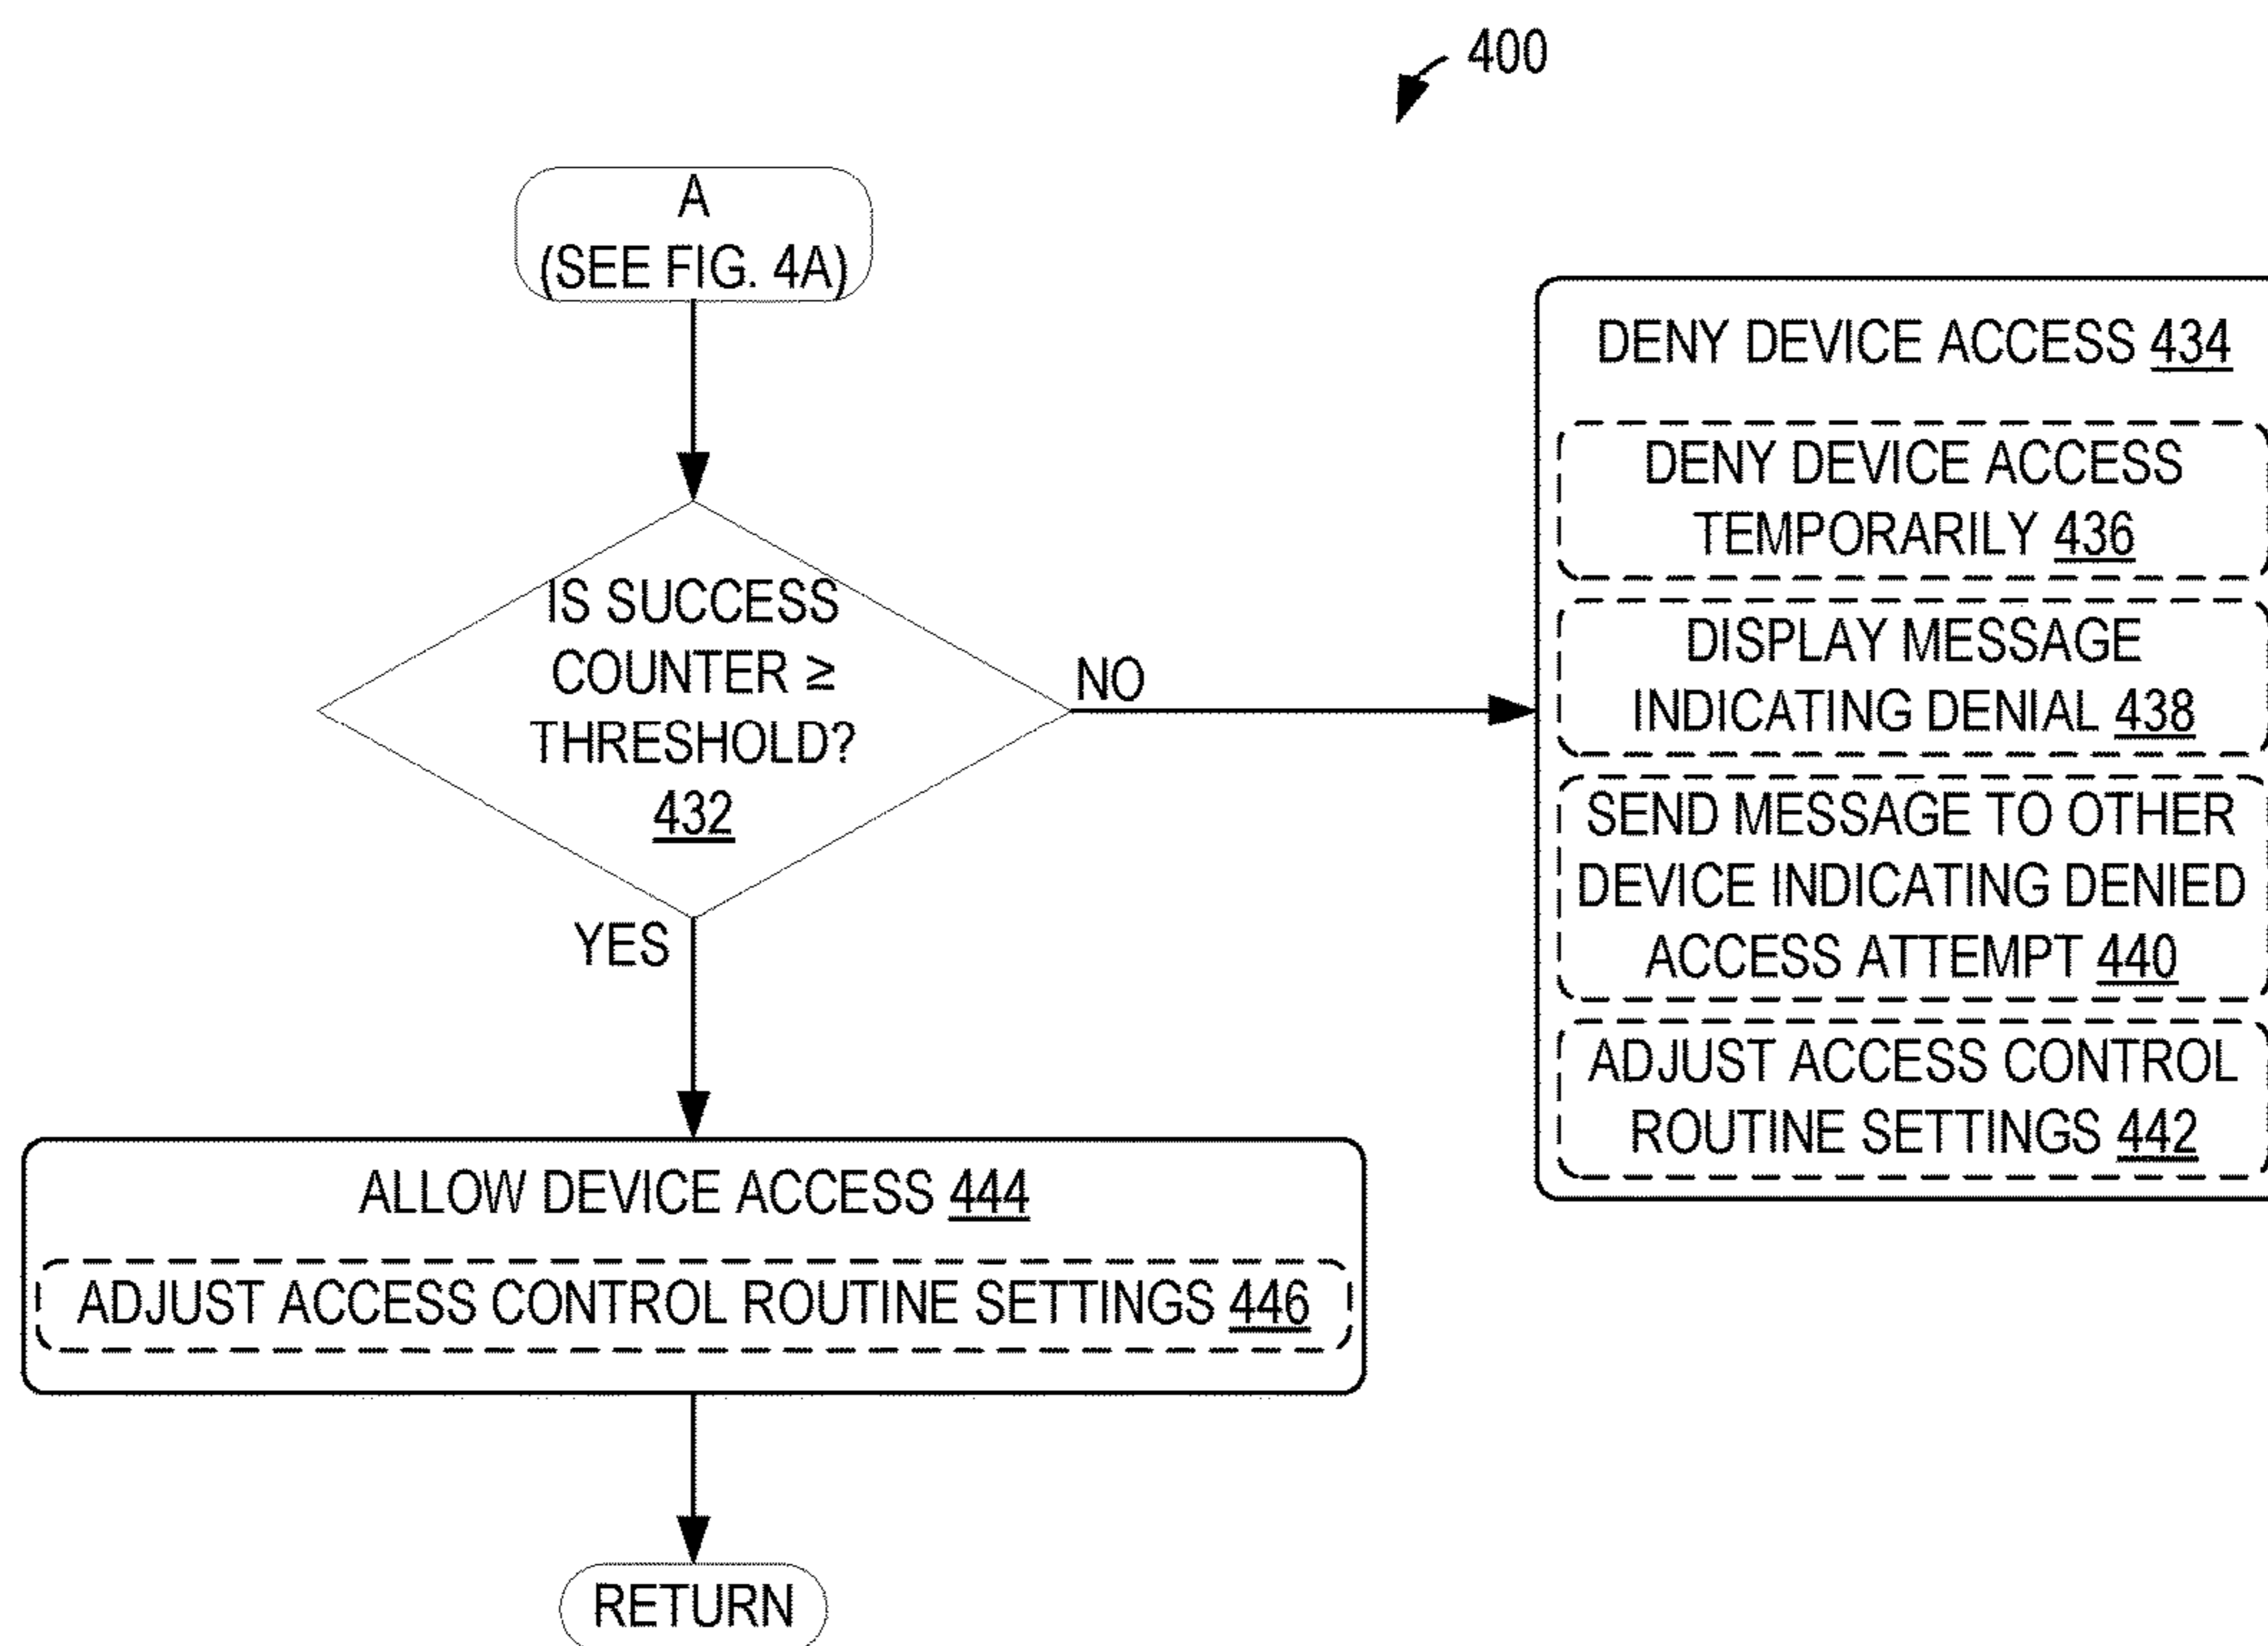 400
A
(SEE FIG. 4A)
IS SUCCESS
COUNTER ≥
THRESHOLD?
432
NO
YES
DENY DEVICE ACCESS 434
DENY DEVICE ACCESS
TEMPORARILY 436
DISPLAY MESSAGE
INDICATING DENIAL 438
SEND MESSAGE TO OTHER
DEVICE INDICATING DENIED
ACCESS ATTEMPT 440
ADJUST ACCESS CONTROL
ROUTINE SETTINGS 442
ALLOW DEVICE ACCESS 444
ADJUST ACCESS CONTROL ROUTINE SETTINGS 446
RETURN